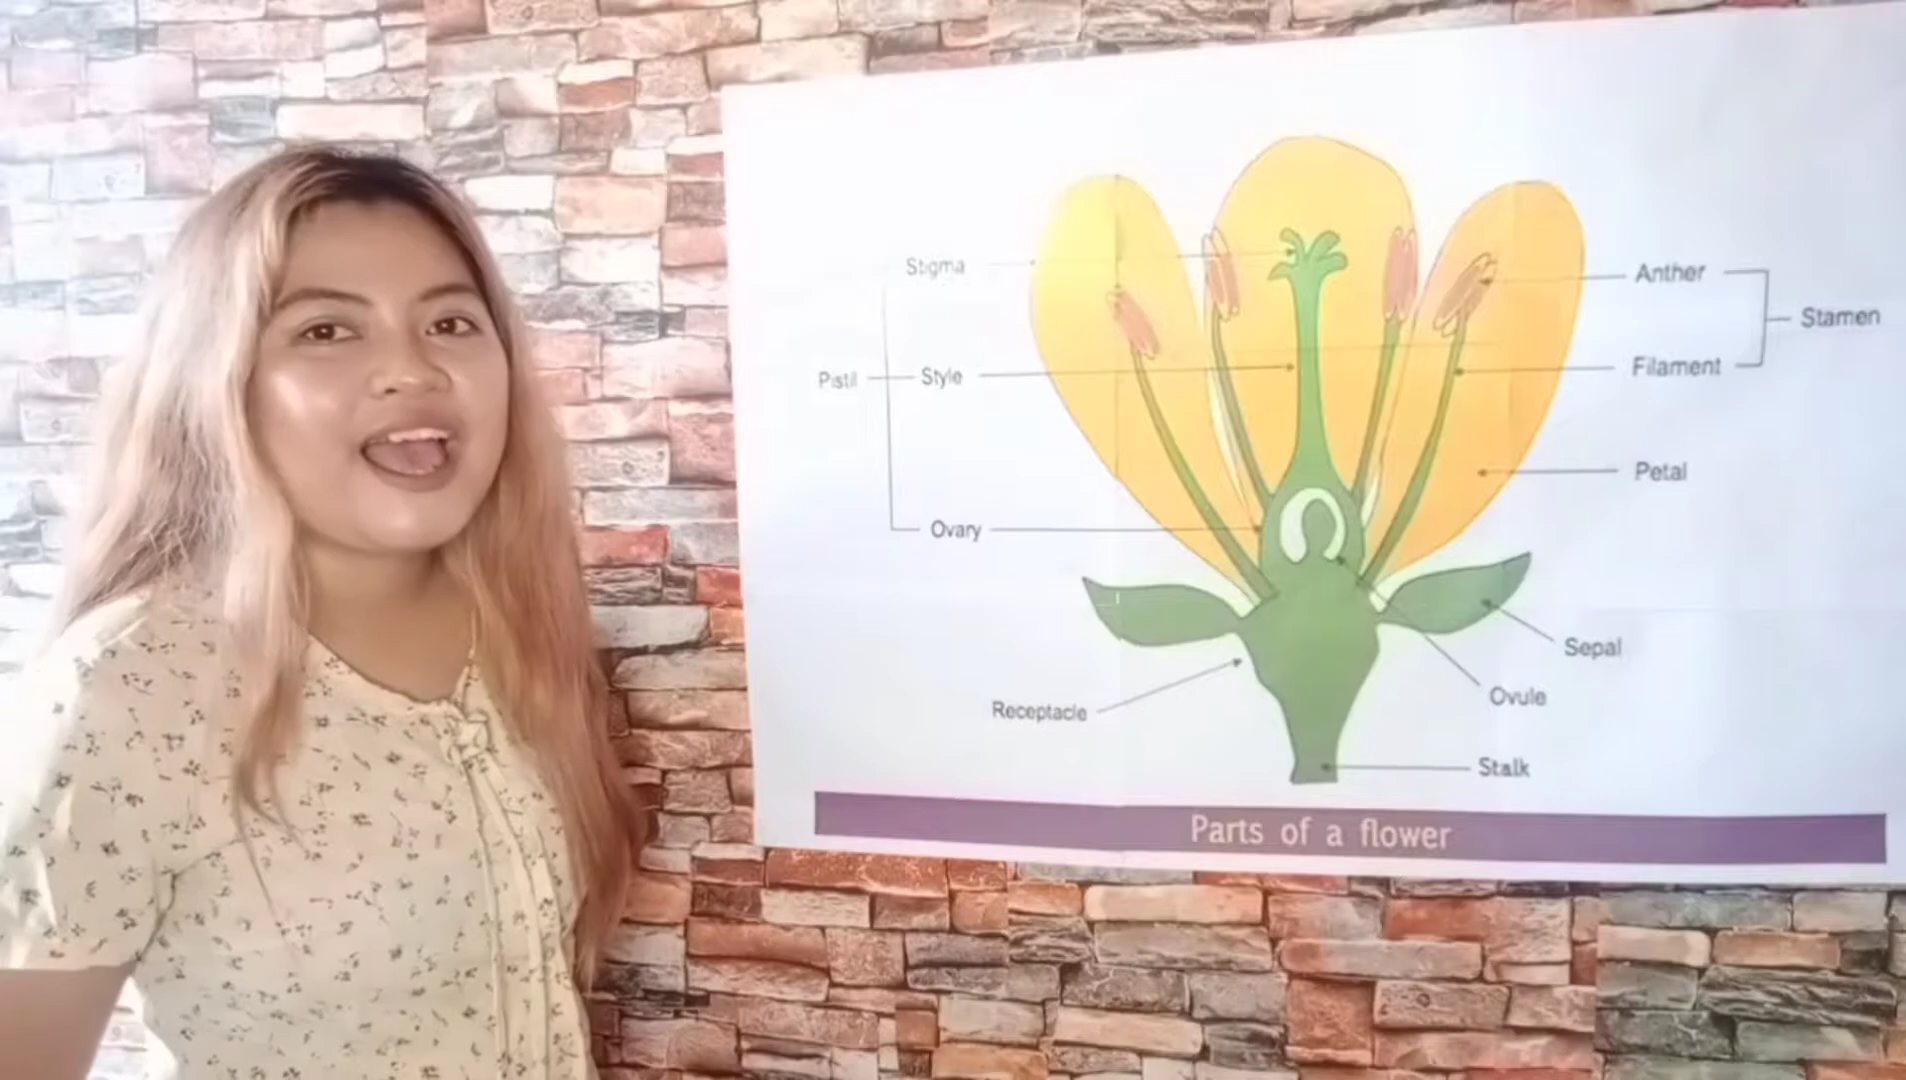 Stigma
Anther
Stamen
Pistil
Style
Filament
Petal
Ovary
Sepal
Ovule
Receptacle
Stalk
Parts of a flower